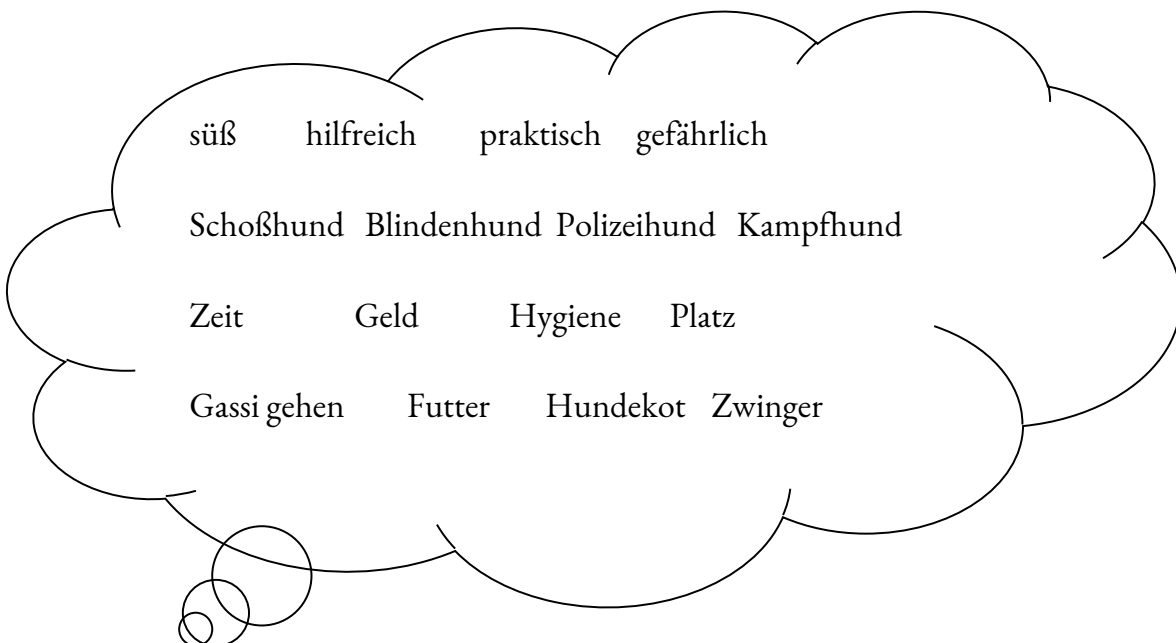 süß hilfreich praktisch gefährlich
Schoßhund Blindenhund Polizeihund Kampfhund
Zeit Geld Hygiene Platz
Gassi gehen Futter Hundekot Zwinger